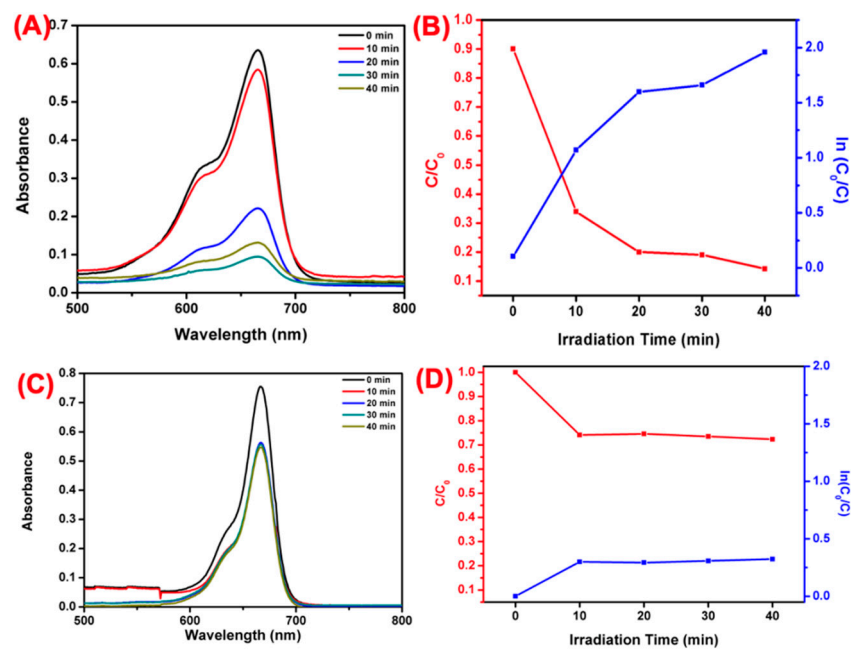 (A)
0 min
10 min
20 min
30 min
40 min
0.7
0.6
0.5
0.4
0.3
0.2
0.1
0.0
Absorbance
500
600
700
800
Wavelength (nm)
(B)
1.0
0.9
0.8
0.7
0.6
0.5
0.4
0.3
0.2
0.1
C/C0
2.0
1.5
1.0
0.5
0.0
ln (C0/C)
0
10
20
30
40
Irradiation Time (min)
(C)
0 min
10 min
20 min
30 min
40 min
0.8
0.7
0.6
0.5
0.4
0.3
0.2
0.1
0.0
Absorbance
500
600
700
800
Wavelength (nm)
(D)
1.0
0.9
0.8
0.7
0.6
0.5
0.4
0.3
0.2
0.1
C/C0
2.0
1.5
1.0
0.5
0.0
ln(C0/C)
0
10
20
30
40
Irradiation Time (min)